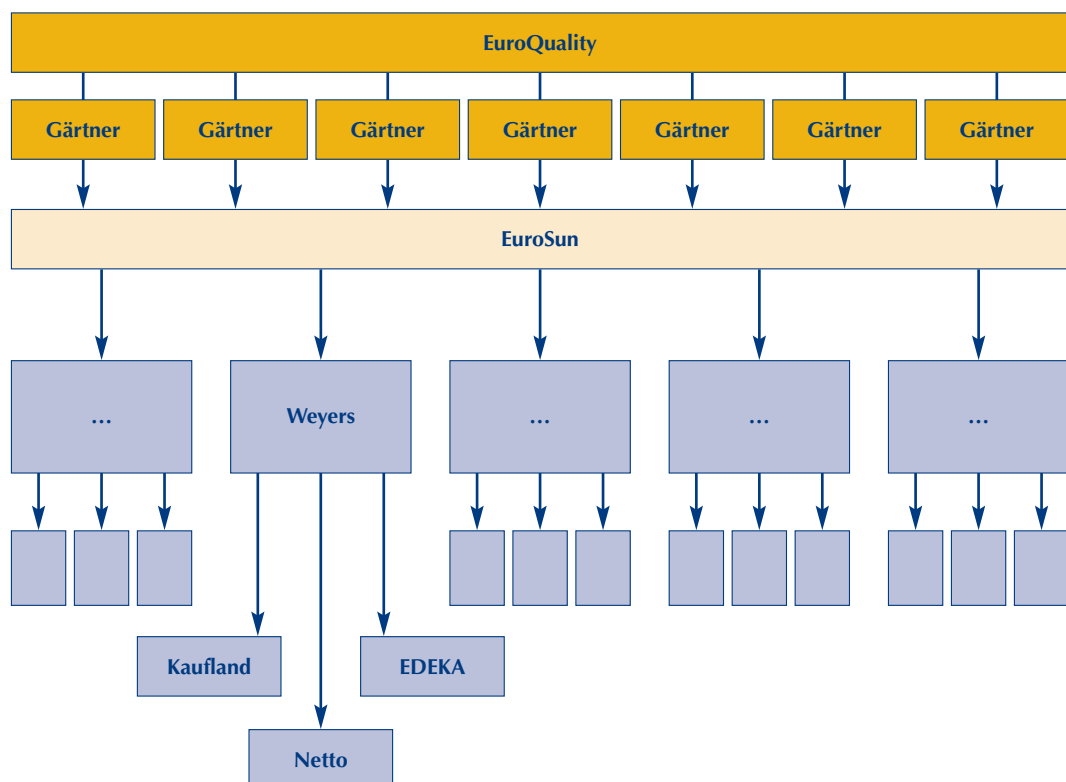 EuroQuality
Gärtner Gärtner Gärtner Gärtner Gärtner Gärtner Gärtner
EuroSun
... Weyers ... ... ...
Kaufland EDEKA
Netto